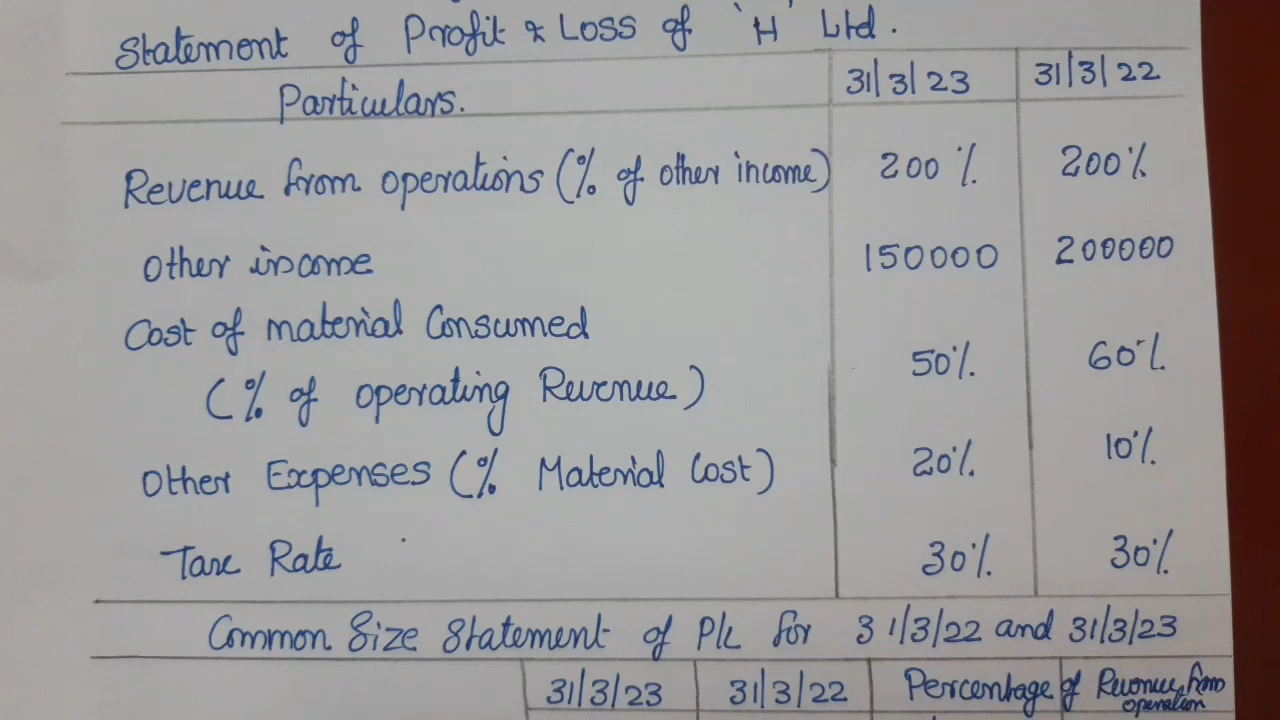 Statement of Profit & Loss of 'H' Ltd.
Particulars. 31/3/23 31/3/22
Revenue from operations (% of other income) 200% 200%
Other income 150000 200000
Cost of material Consumed
(% of operating Revenue) 50% 60%
Other Expenses (% Material Cost) 20% 10%
Tax Rate 30% 30%
Common Size Statement of P/L for 31/3/22 and 31/3/23
31/3/23 31/3/22 Percentage of Revenue from
operation